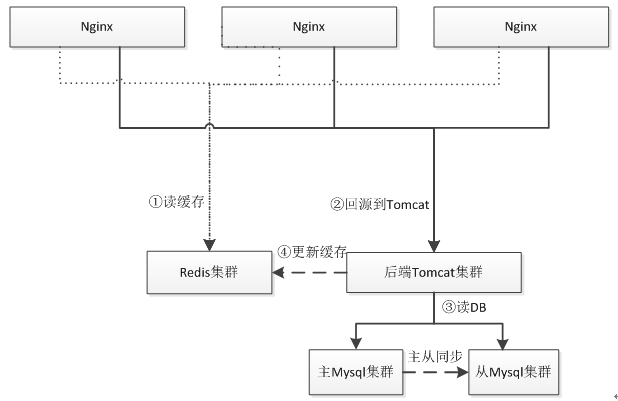 Nginx
Nginx
Nginx
①读缓存
②回源到Tomcat
④更新缓存
Redis集群
后端Tomcat集群
③读DB
主从同步
主Mysql集群
从Mysql集群